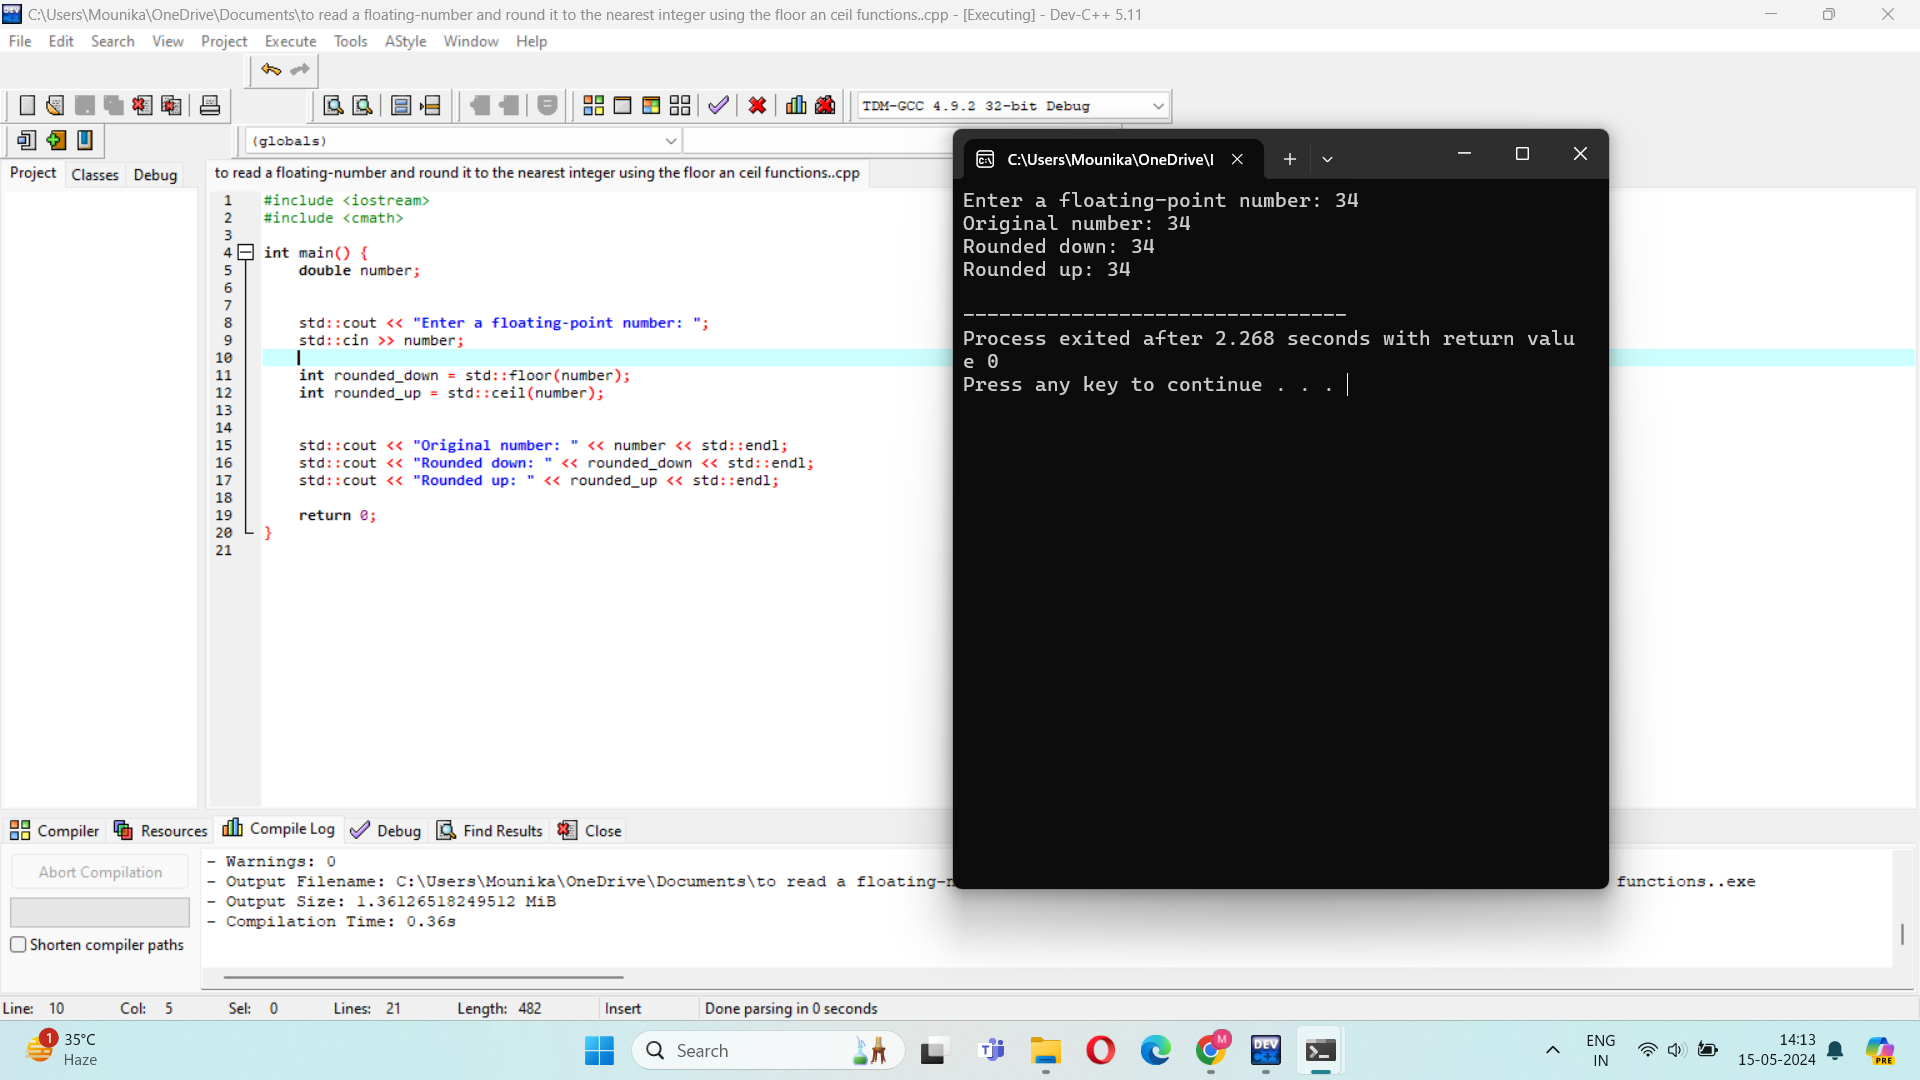 C:\Users\Mounika\OneDrive\Documents\to read a floating-number and round it to the nearest integer using the floor an ceil functions..cpp - [Executing] - Dev-C++ 5.11
File Edit Search View Project Execute Tools AStyle Window Help
TDM-GCC 4.9.2 32-bit Debug
(globals)
Project Classes Debug
to read a floating-number and round it to the nearest integer using the floor an ceil functions..cpp
1 #include <iostream>
2 #include <cmath>
3
4 int main() {
5 double number;
6
7
8 std::cout << "Enter a floating-point number: ";
9 std::cin >> number;
10
11 int rounded_down = std::floor(number);
12 int rounded_up = std::ceil(number);
13
14
15 std::cout << "Original number: " << number << std::endl;
16 std::cout << "Rounded down: " << rounded_down << std::endl;
17 std::cout << "Rounded up: " << rounded_up << std::endl;
18
19 return 0;
20 }
21
C:\Users\Mounika\OneDrive\I
Enter a floating-point number: 34
Original number: 34
Rounded down: 34
Rounded up: 34
--------------------------------
Process exited after 2.268 seconds with return valu
e 0
Press any key to continue . . .
Compiler Resources Compile Log Debug Find Results Close
Abort Compilation
Shorten compiler paths
- Warnings: 0
- Output Filename: C:\Users\Mounika\OneDrive\Documents\to read a floating-n functions..exe
- Output Size: 1.36126518249512 MiB
- Compilation Time: 0.36s
Line: 10 Col: 5 Sel: 0 Lines: 21 Length: 482 Insert Done parsing in 0 seconds
1
35°C
Haze
Search
M
DEV
C++
ENG
IN
14:13
15-05-2024
PRE